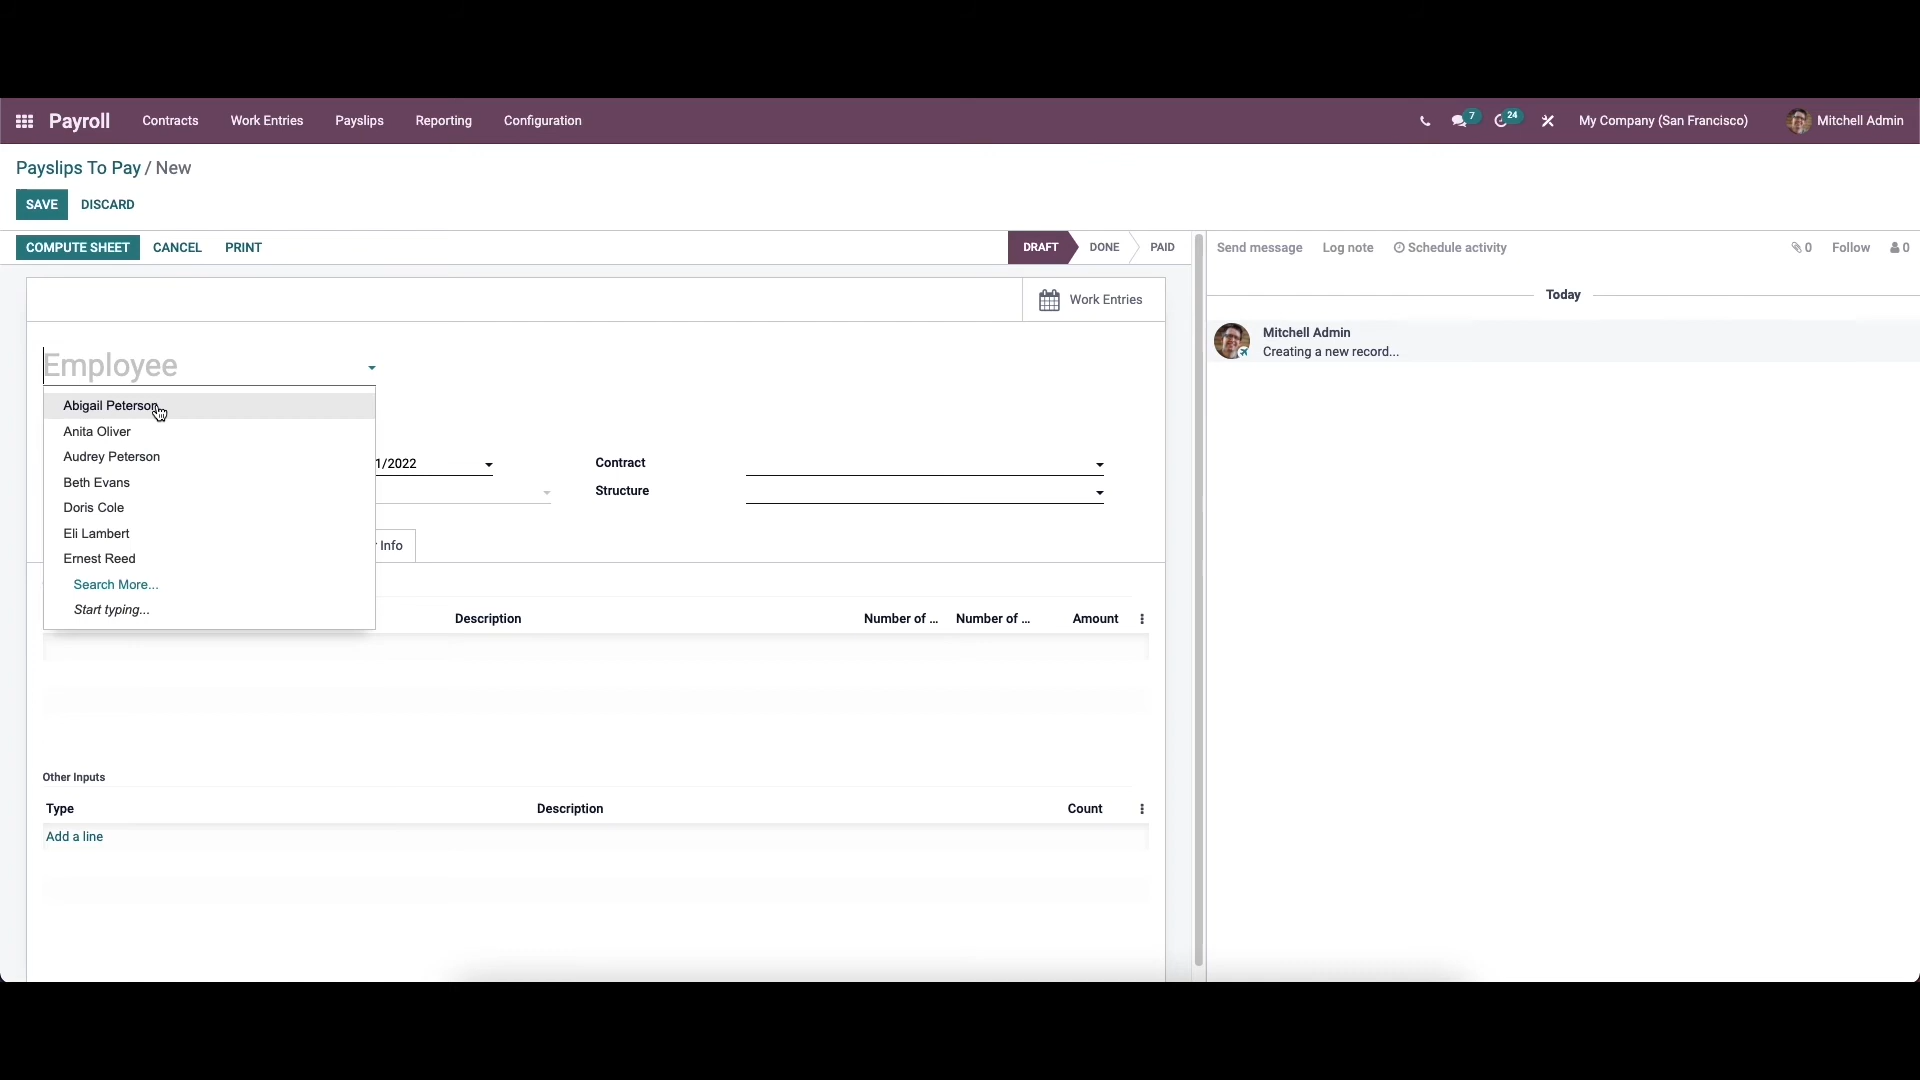 Payroll Contracts Work Entries Payslips Reporting Configuration 7 24 My Company (San Francisco) Mitchell Admin
Payslips To Pay / New
SAVE DISCARD
COMPUTE SHEET CANCEL PRINT DRAFT DONE PAID Send message Log note Schedule activity 0 Follow 0
Work Entries
Today
Employee
Mitchell Admin
Creating a new record...
Abigail Peterson
Anita Oliver
Audrey Peterson
1/2022 Contract
Beth Evans
Structure
Doris Cole
Eli Lambert
Info
Ernest Reed
Search More...
Start typing...
Description Number of ... Number of ... Amount
Other Inputs
Type Description Count
Add a line